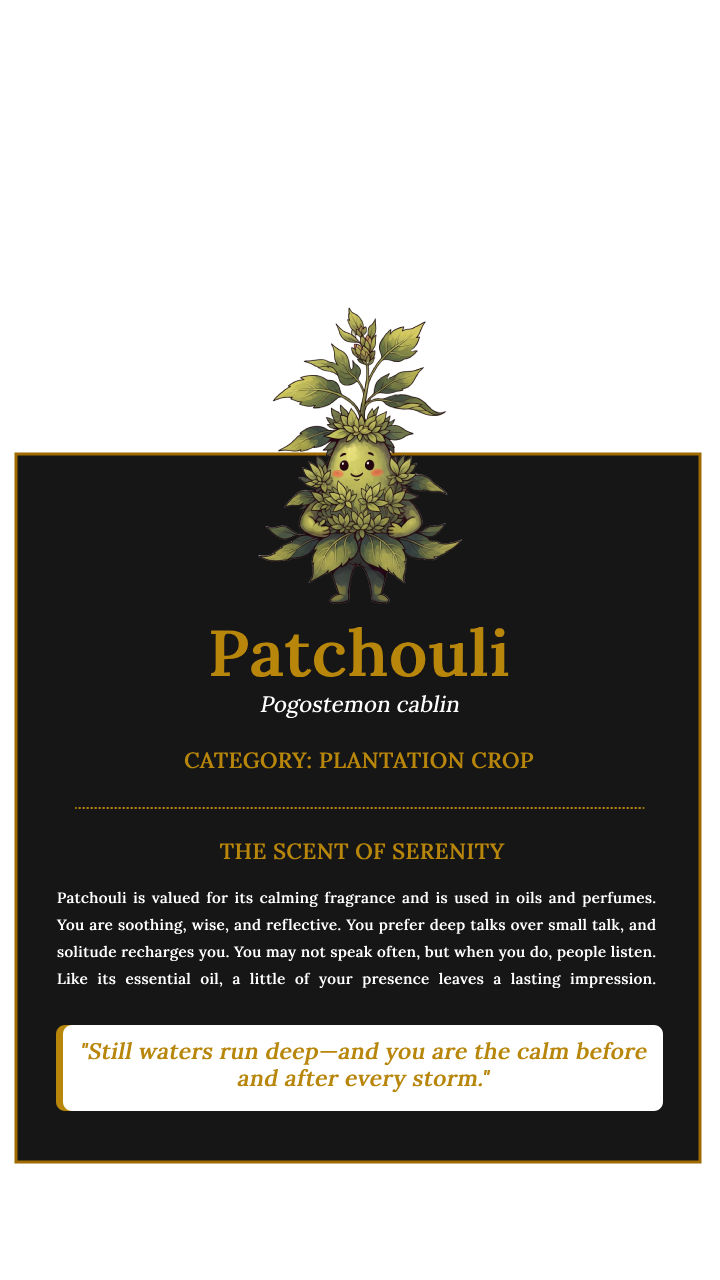 Patchouli
Pogostemon cablin
CATEGORY: PLANTATION CROP
THE SCENT OF SERENITY
Patchouli is valued for its calming fragrance and is used in oils and perfumes.
You are soothing, wise, and reflective. You prefer deep talks over small talk, and
solitude recharges you. You may not speak often, but when you do, people listen.
Like its essential oil, a little of your presence leaves a lasting impression.
"Still waters run deep—and you are the calm before
and after every storm."